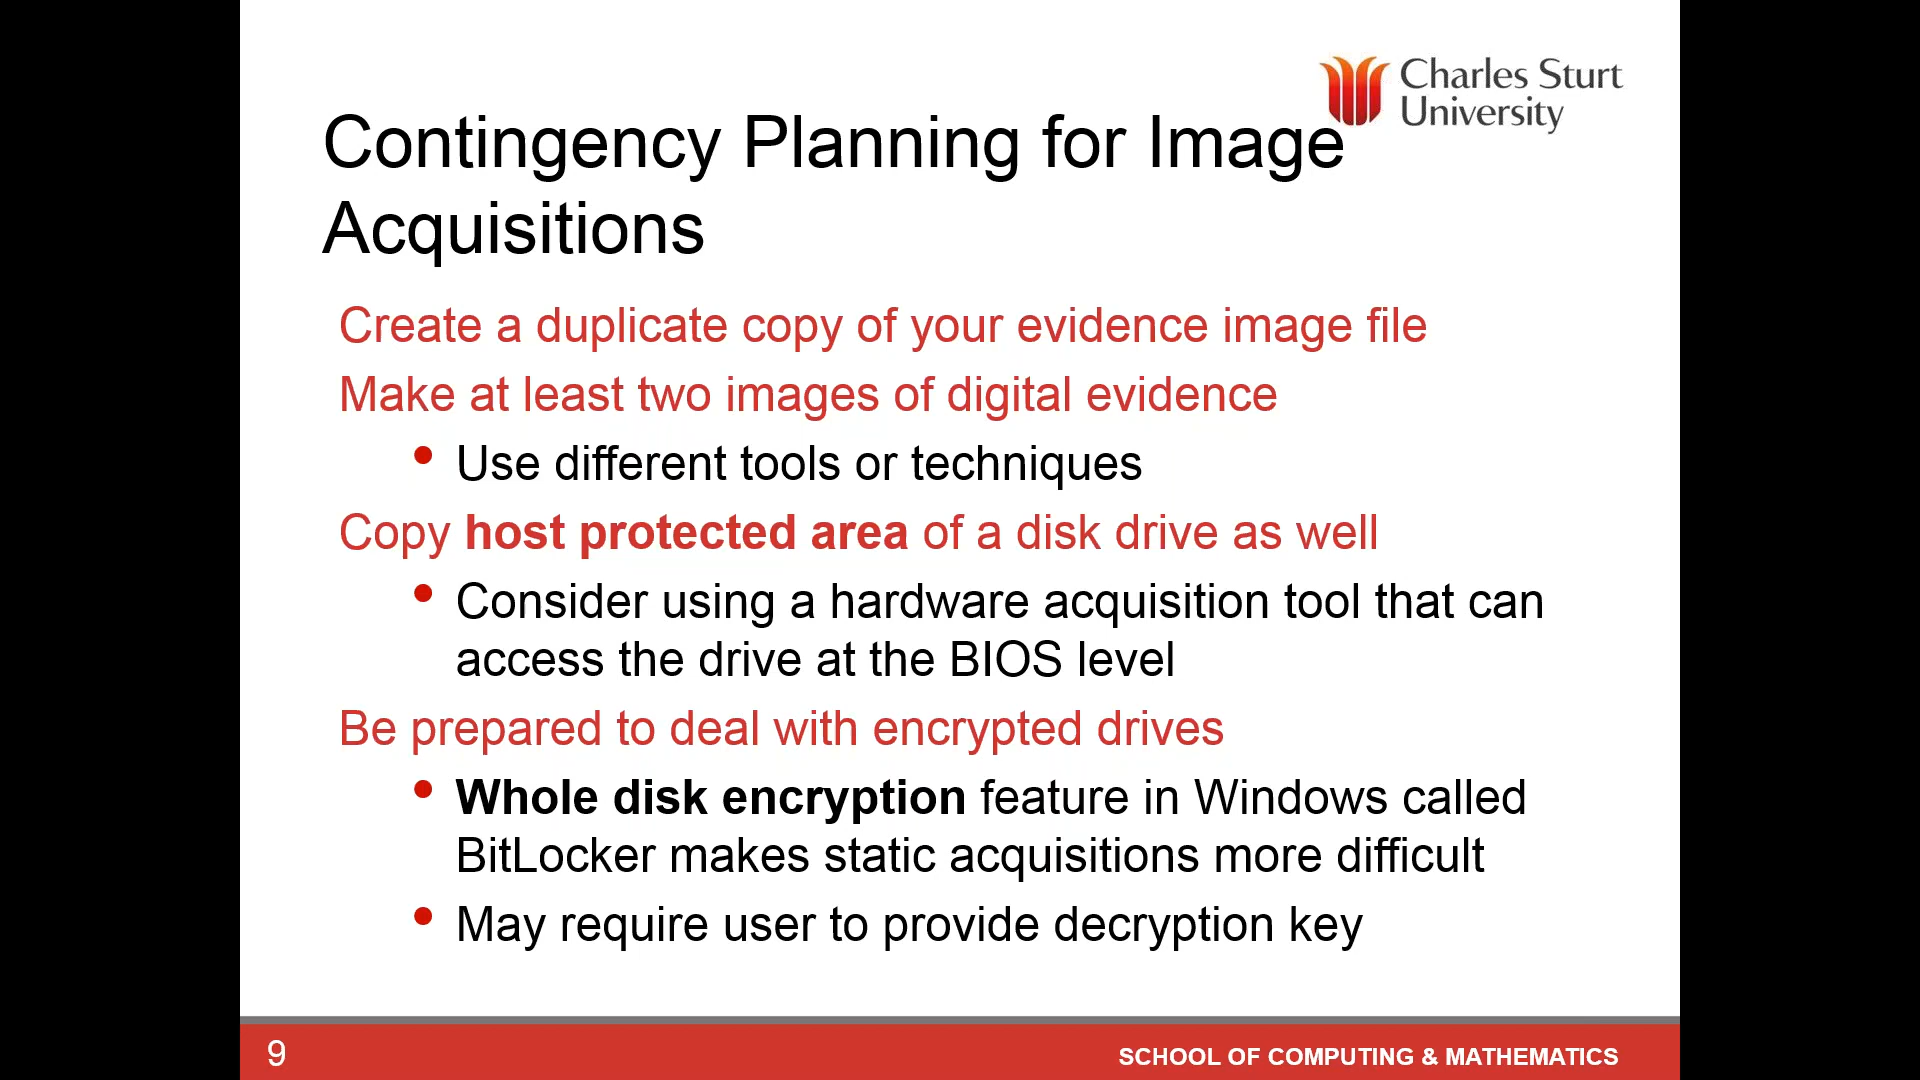 Charles Sturt
University
Contingency Planning for Image
Acquisitions
Create a duplicate copy of your evidence image file
Make at least two images of digital evidence
• Use different tools or techniques
Copy host protected area of a disk drive as well
• Consider using a hardware acquisition tool that can
access the drive at the BIOS level
Be prepared to deal with encrypted drives
• Whole disk encryption feature in Windows called
BitLocker makes static acquisitions more difficult
• May require user to provide decryption key
9
SCHOOL OF COMPUTING & MATHEMATICS